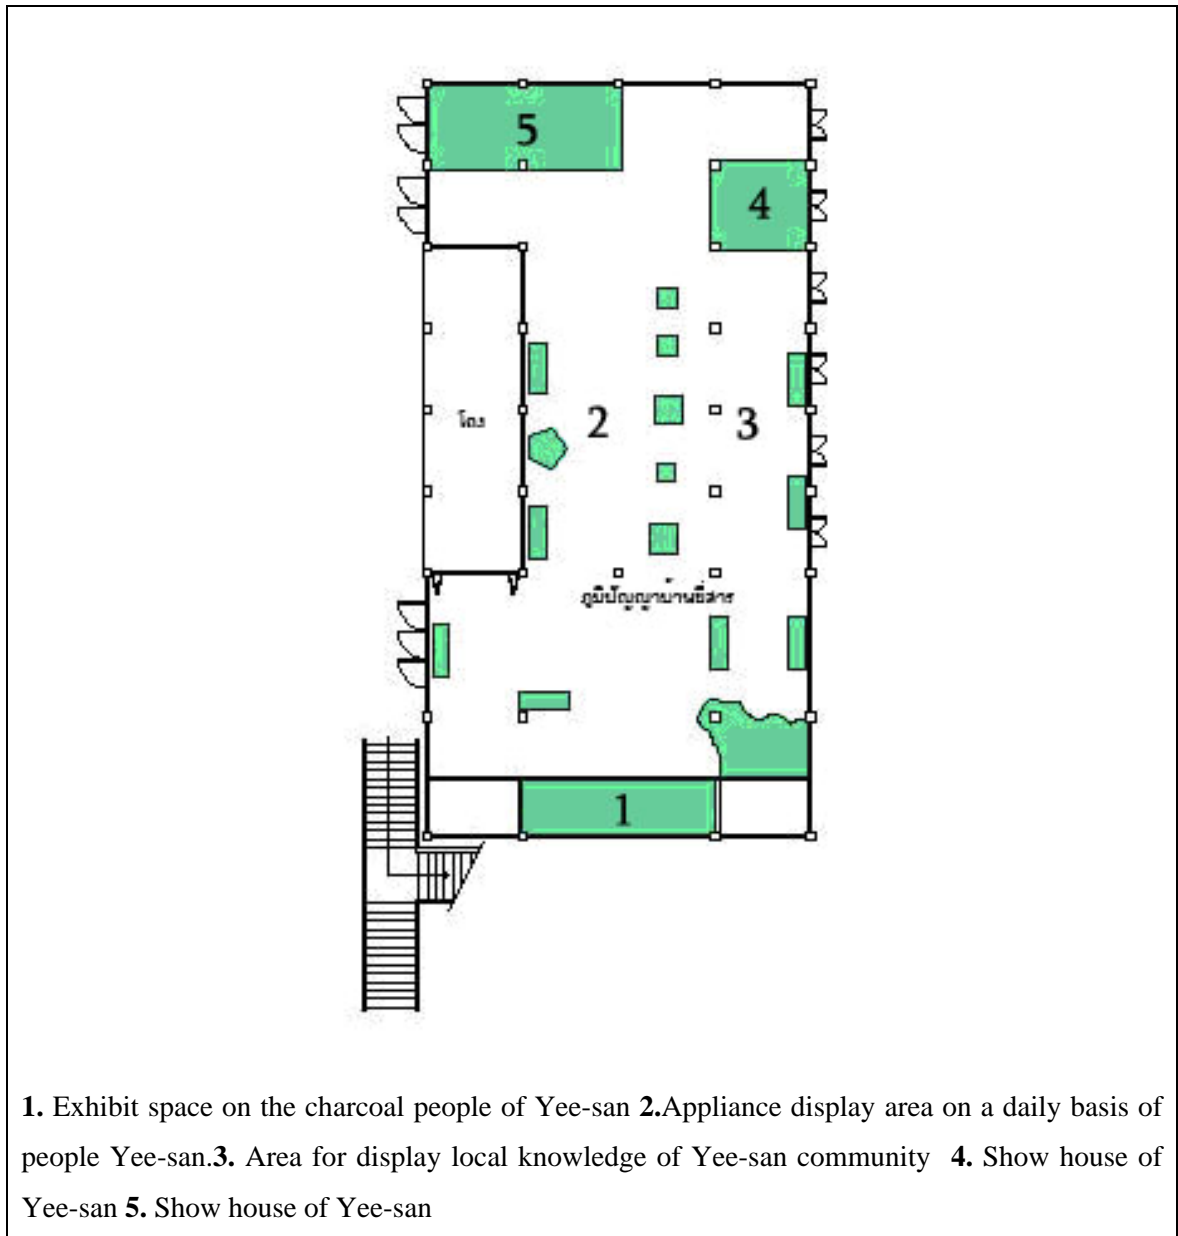 5
4
โถง
2
3
ภูมิปัญญาบ้านยี่สาร
1
1. Exhibit space on the charcoal people of Yee-san 2.Appliance display area on a daily basis of
people Yee-san.3. Area for display local knowledge of Yee-san community 4. Show house of
Yee-san 5. Show house of Yee-san